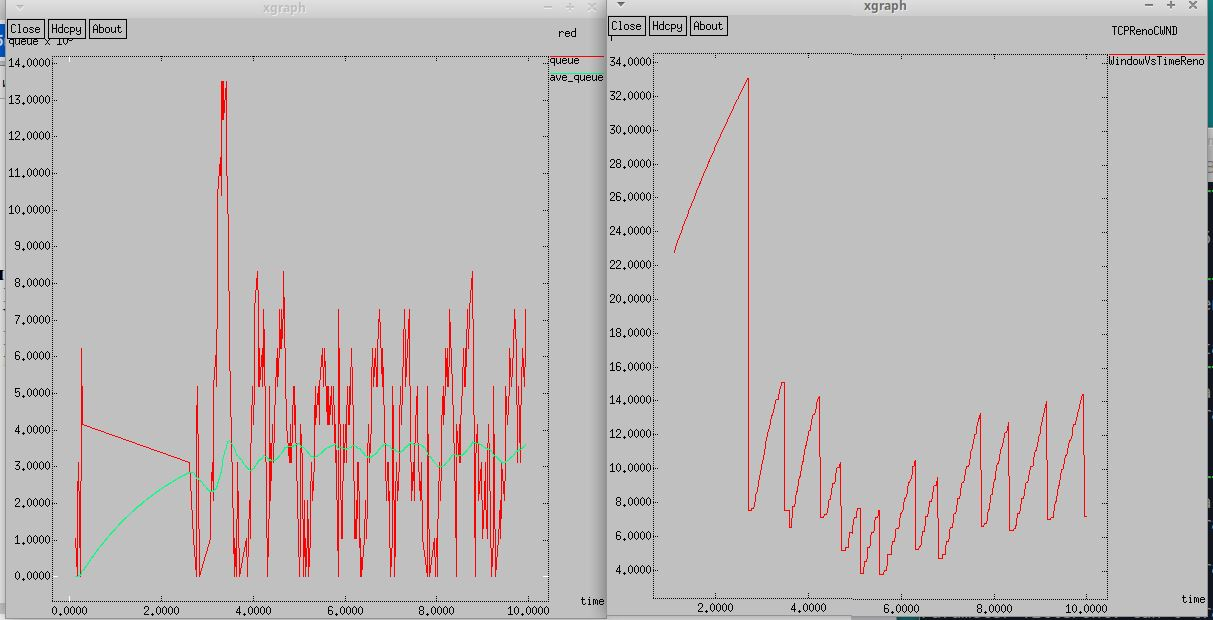 xgraph
Close Hdcpy About
queue x 10
red
14.0000
13.0000
12.0000
11.0000
10.0000
9.0000
8.0000
7.0000
6.0000
5.0000
4.0000
3.0000
2.0000
1.0000
0.0000
queue
ave_queue
0.0000 2.0000 4.0000 6.0000 8.0000 10.0000
time
xgraph
Close Hdcpy About
TCPRenoCWND
34.0000
32.0000
30.0000
28.0000
26.0000
24.0000
22.0000
20.0000
18.0000
16.0000
14.0000
12.0000
10.0000
8.0000
6.0000
4.0000
WindowVsTimeReno
2.0000 4.0000 6.0000 8.0000 10.0000
time